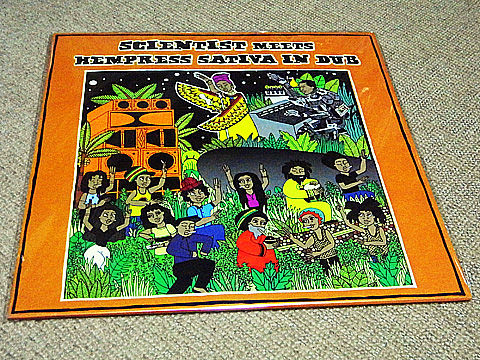 SCIENTIST MEETS
HEMPRESS SATIVA IN DUB